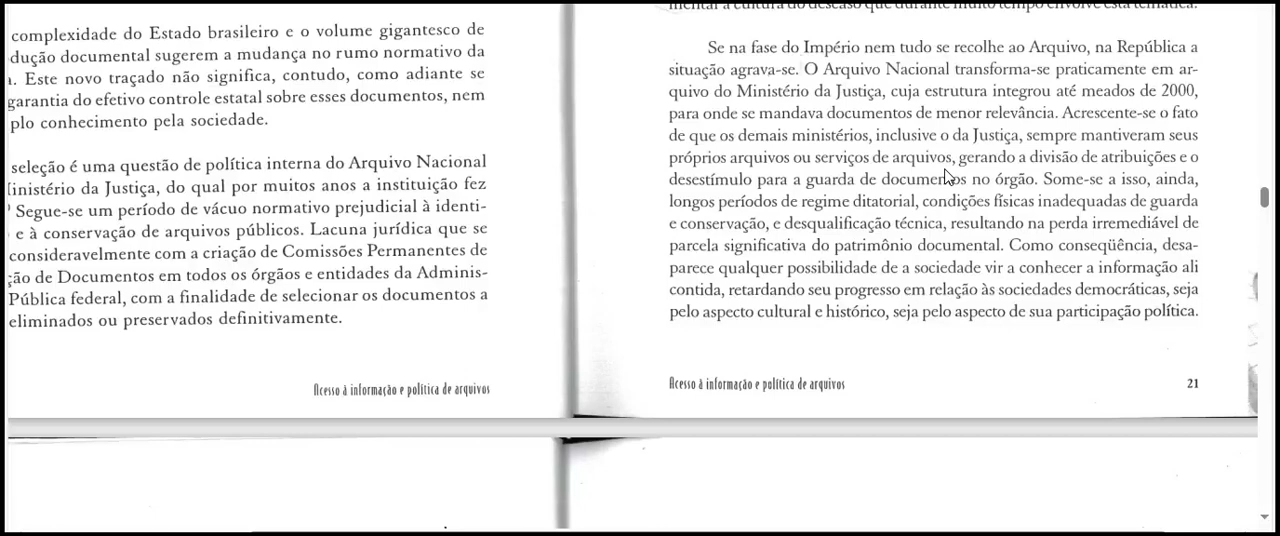 complexidade do Estado brasileiro e o volume gigantesco de
dução documental sugerem a mudança no rumo normativo da
. Este novo traçado não significa, contudo, como adiante se
garantia do efetivo controle estatal sobre esses documentos, nem
plo conhecimento pela sociedade.
seleção é uma questão de política interna do Arquivo Nacional
inistério da Justiça, do qual por muitos anos a instituição fez
Segue-se um período de vácuo normativo prejudicial à identi-
e à conservação de arquivos públicos. Lacuna jurídica que se
consideravelmente com a criação de Comissões Permanentes de
ção de Documentos em todos os órgãos e entidades da Adminis-
Pública federal, com a finalidade de selecionar os documentos a
eliminados ou preservados definitivamente.
Acesso à informação e política de arquivos
mental a cultura do descaso que durante muito tempo envolve esta temática.
Se na fase do Império nem tudo se recolhe ao Arquivo, na República a
situação agrava-se. O Arquivo Nacional transforma-se praticamente em ar-
quivo do Ministério da Justiça, cuja estrutura integrou até meados de 2000,
para onde se mandava documentos de menor relevância. Acrescente-se o fato
de que os demais ministérios, inclusive o da Justiça, sempre mantiveram seus
próprios arquivos ou serviços de arquivos, gerando a divisão de atribuições e o
desestímulo para a guarda de documentos no órgão. Some-se a isso, ainda,
longos períodos de regime ditatorial, condições físicas inadequadas de guarda
e conservação, e desqualificação técnica, resultando na perda irremediável de
parcela significativa do patrimônio documental. Como conseqüência, desa-
parece qualquer possibilidade de a sociedade vir a conhecer a informação ali
contida, retardando seu progresso em relação às sociedades democráticas, seja
pelo aspecto cultural e histórico, seja pelo aspecto de sua participação política.
Acesso à informação e política de arquivos 21